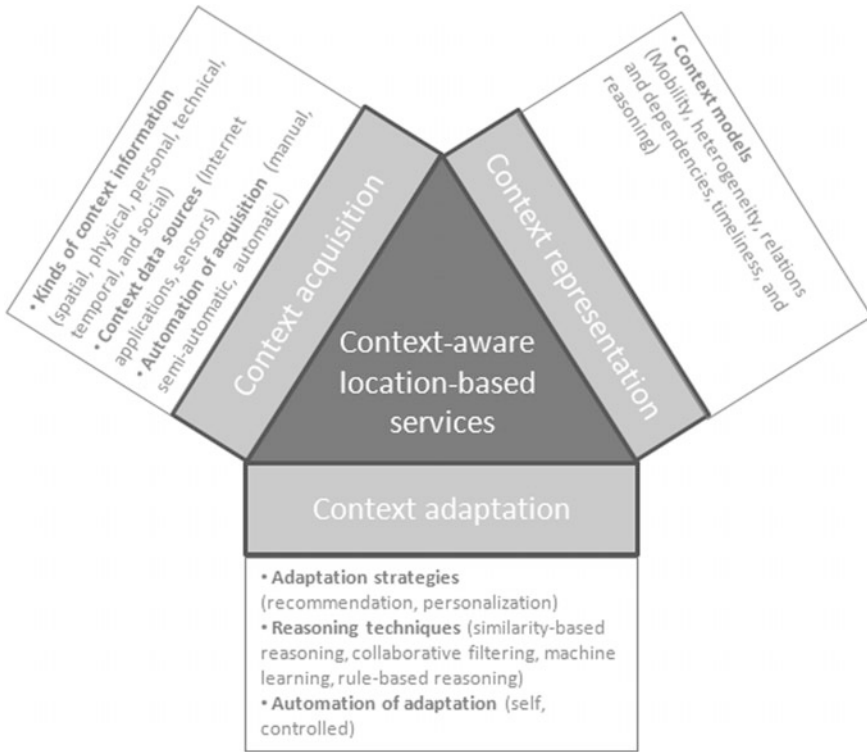 • Kinds of context information
(spatial, physical, personal, technical,
temporal, and social)
• Context data sources (Internet
applications, sensors)
• Automation of acquisition (manual,
semi-automatic, automatic)
Context acquisition
• Context models
(Mobility, heterogeneity, relations
and dependencies, timeliness, and
reasoning)
Context representation
Context-aware
location-based
services
Context adaptation
• Adaptation strategies
(recommendation, personalization)
• Reasoning techniques (similarity-based
reasoning, collaborative filtering, machine
learning, rule-based reasoning)
• Automation of adaptation (self,
controlled)